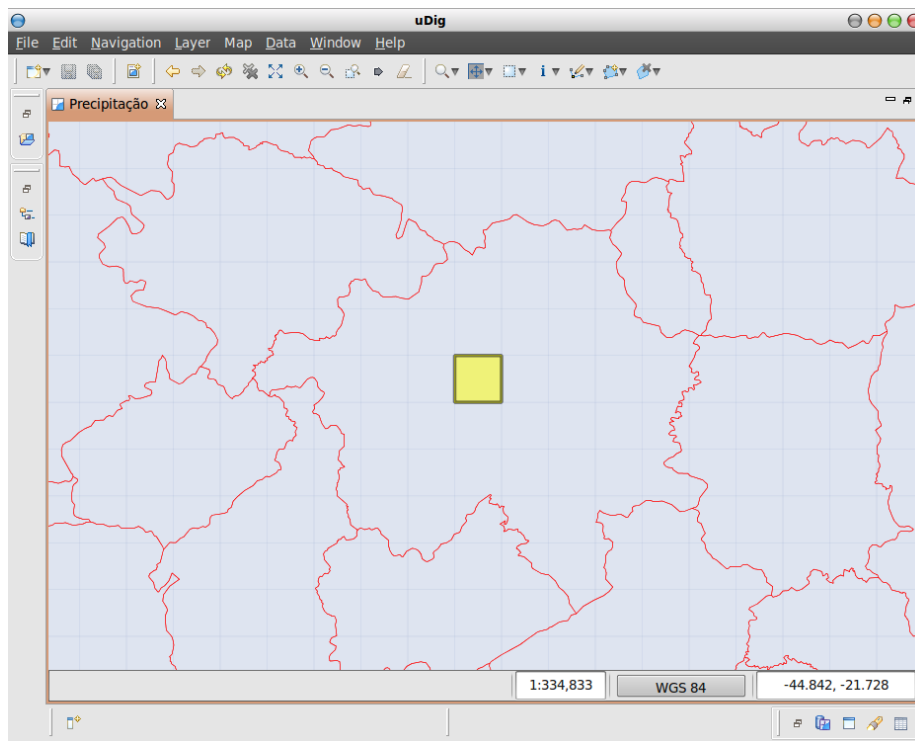 uDig
File Edit Navigation Layer Map Data Window Help
Precipitação
1:334,833 WGS 84 -44.842, -21.728